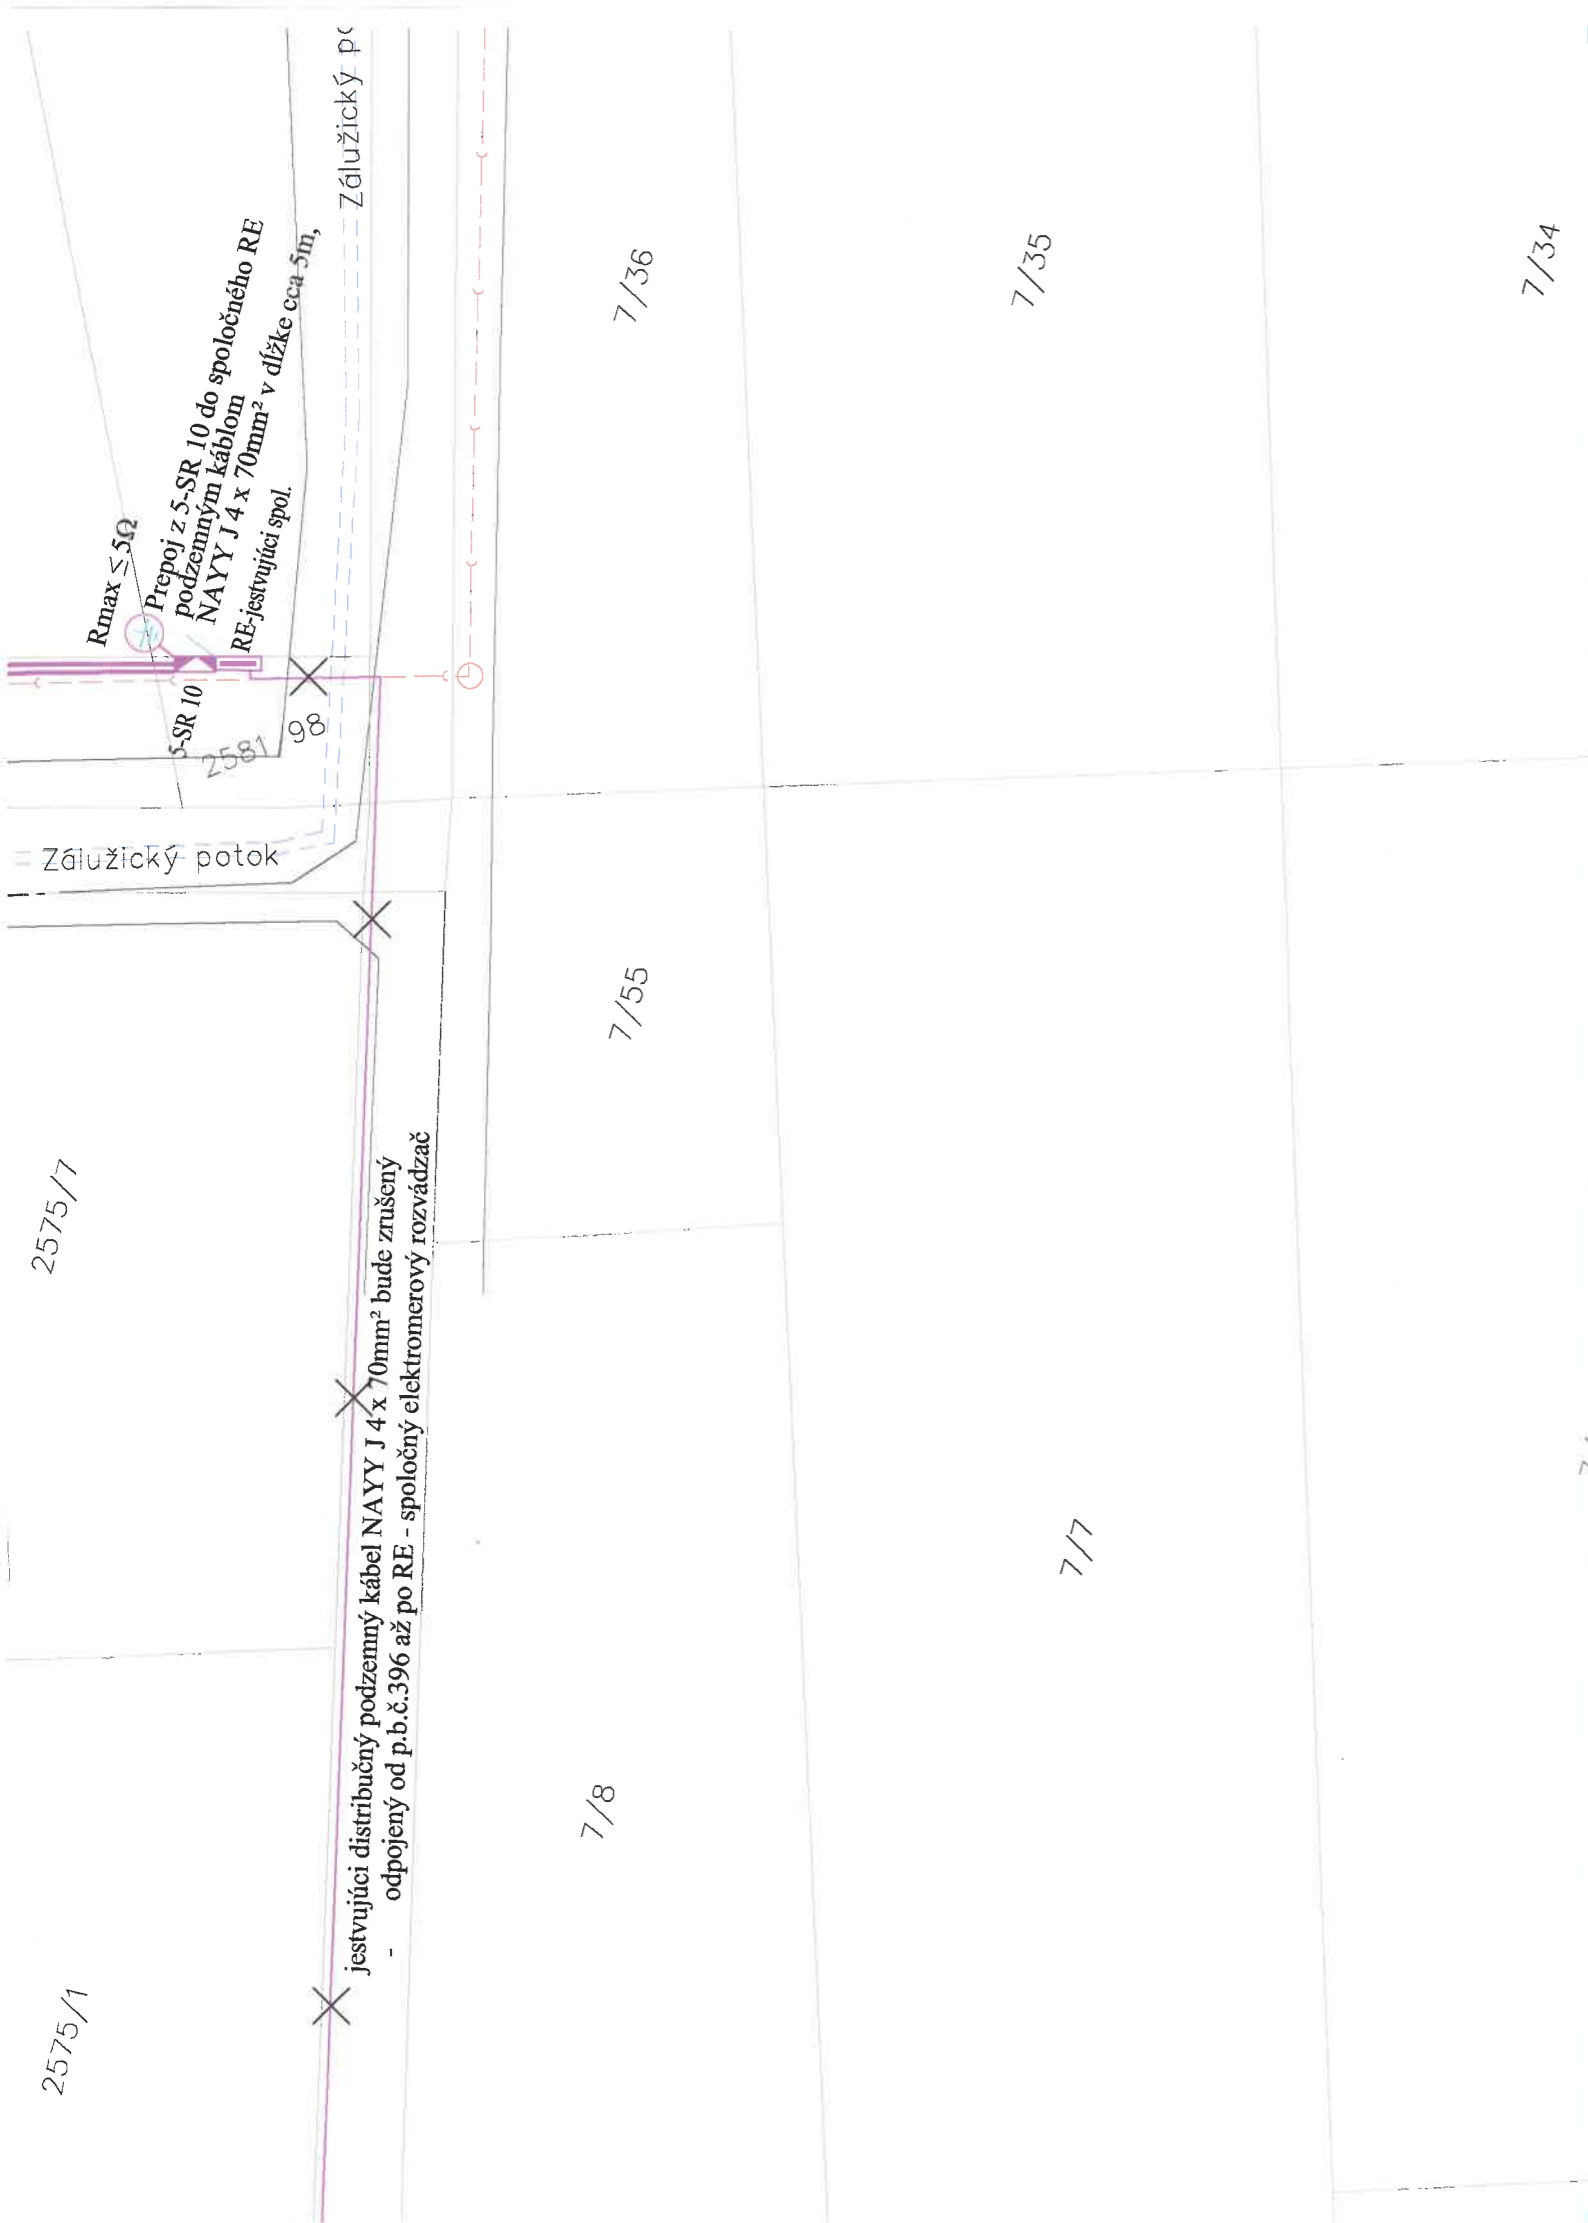 Zálužický po
Rmax ≤ 5Ω
Prepoj z 5-SR 10 do spoločného RE
podzemným káblom
NAYY J 4 x 70mm² v dĺžke cca 5m,
RE-jestvujúci spol.
5-SR 10
2581
98
Zálužický potok
7/36
7/35
7/34
7/55
2575/7
jestvujúci distribučný podzemný kábel NAYY J 4 x 70mm² bude zrušený
- odpojený od p.b.č.396 až po RE - spoločný elektromerový rozvádzač
7/8
7/7
2575/1